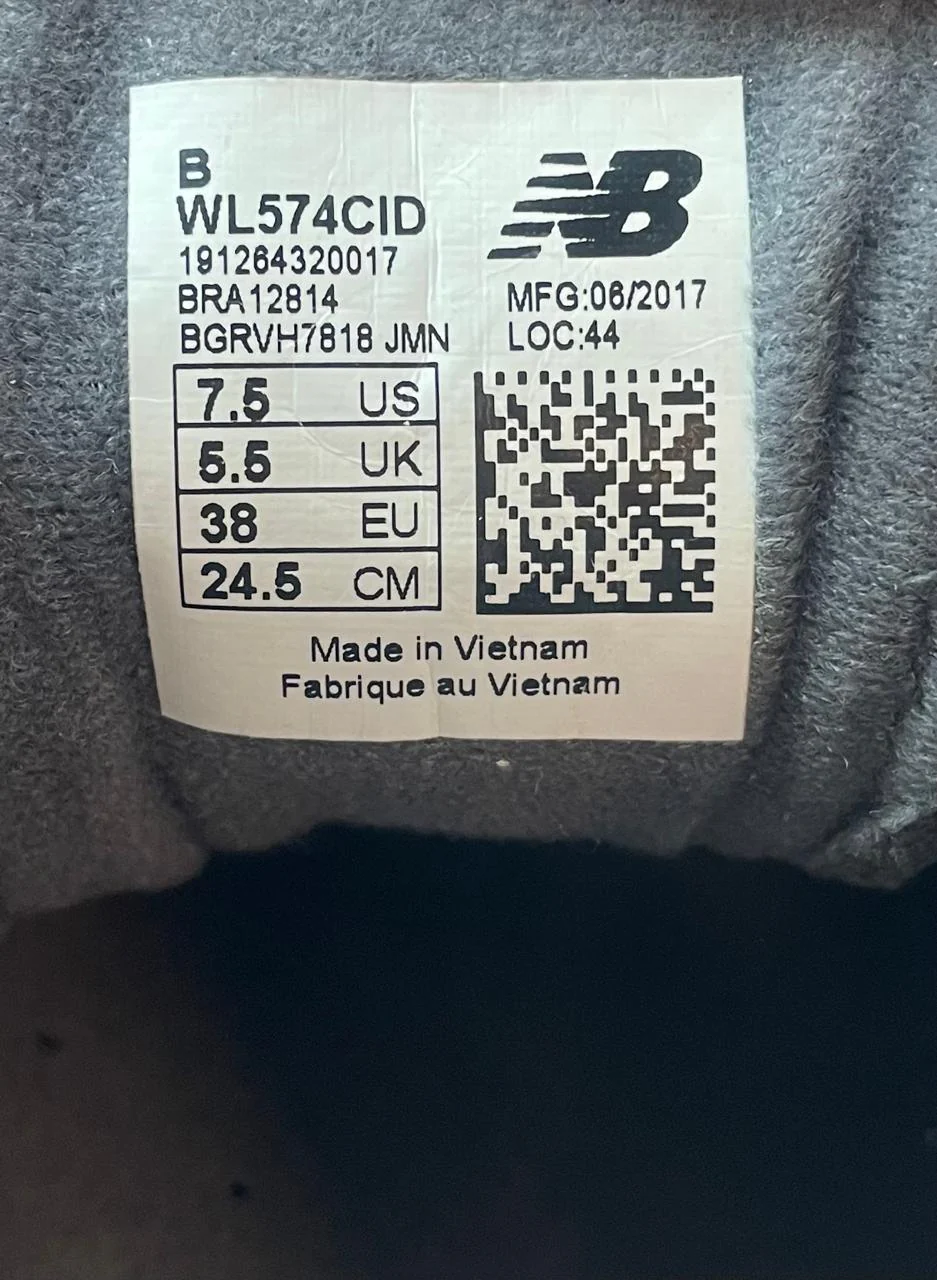 B
WL574CID
191264320017
BRA12814
BGRVH7818 JMN
NB
MFG:06/2017
LOC:44
7.5 US
5.5 UK
38 EU
24.5 CM
Made in Vietnam
Fabrique au Vietnam